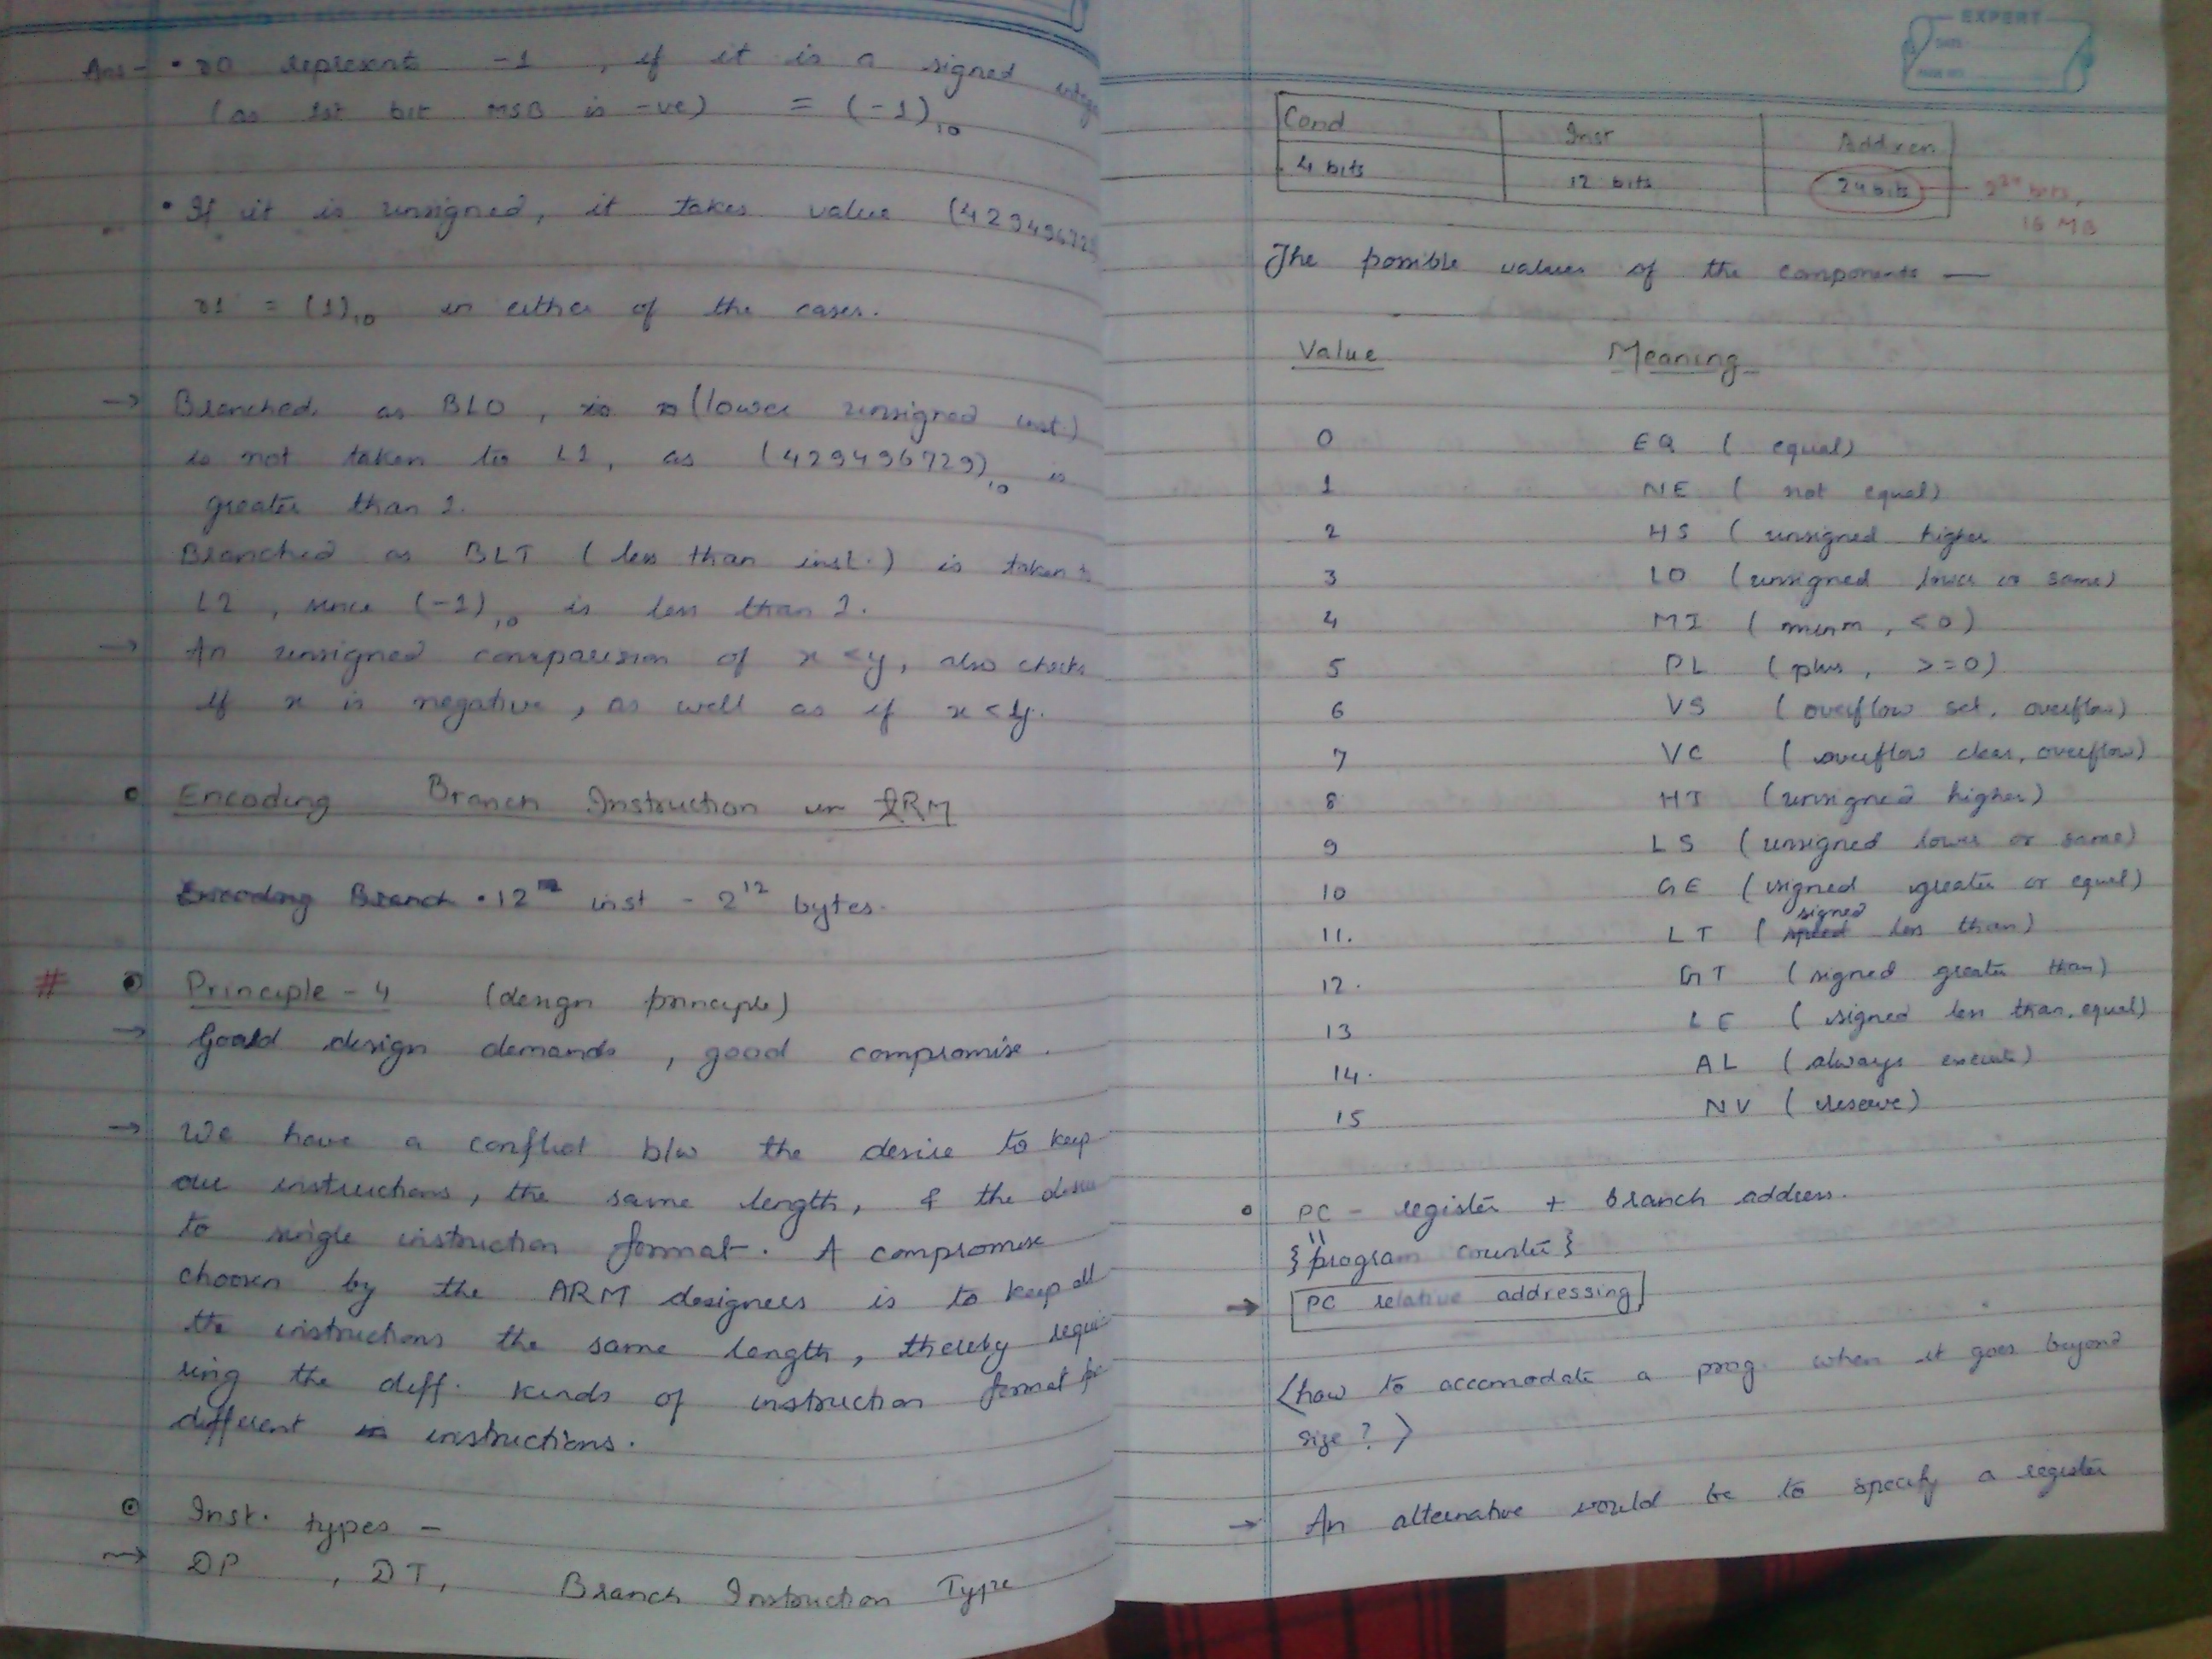 Ans - • r0 represents -1 , if it is a signed
(as 1st bit MSB is -ve) = (-1)10
• If it is unsigned, it takes value (429496729
r1 = (1)10 in either of the cases.
→ Branched as BLO , (lower unsigned inst.)
is not taken to L1, as (429496729)10 is
greater than 1.
Branched as BLT ( less than inst.) is taken
L2 , since (-1)10 is less than 1.
→ An unsigned comparision of x < y, also checks
if x is negative, as well as if x < y.
• Encoding Branch Instruction in ARM
Encoding Branch • 12 inst - 2^12 bytes.
# • Principle - 4 (design principle)
→ Goold design demands , good compromise .
→ We have a conflict b/w the desire to keep
our instructions, the same length, & the
to single instruction format. A compromise
choosen by the ARM designers is to keep all
the instructions the same length, thereby requi-
ring the diff. kinds of instruction format for
different instructions.
• Inst. types -
→ DP , DT, Branch Instruction Type
EXPERT
DATE
PAGE NO.
Cond Inst Address
4 bits 12 bits 24 bits - 2^24 bits,
16 MB
The possible values of the components —
Value Meaning
0 EQ ( equal)
1 NE ( not equal)
2 HS ( unsigned higher
3 LO (unsigned lower or same)
4 MI ( , <0)
5 PL ( plus, >=0)
6 VS ( overflow set, overflow)
7 VC ( overflow clear, overflow)
8 HI (unsigned higher)
9 LS (unsigned lower or same)
10 GE (signed greater or equal)
11. LT ( signed less than)
12. GT (signed greater than)
13 LE ( signed less than, equal)
14. AL (always execute)
15 NV ( reserve)
• PC - register + branch address.
{ program counter }
→ PC relative addressing
<how to accomodate a prog. when it goes beyond
size ? >
→ An alternative would be to specify a register